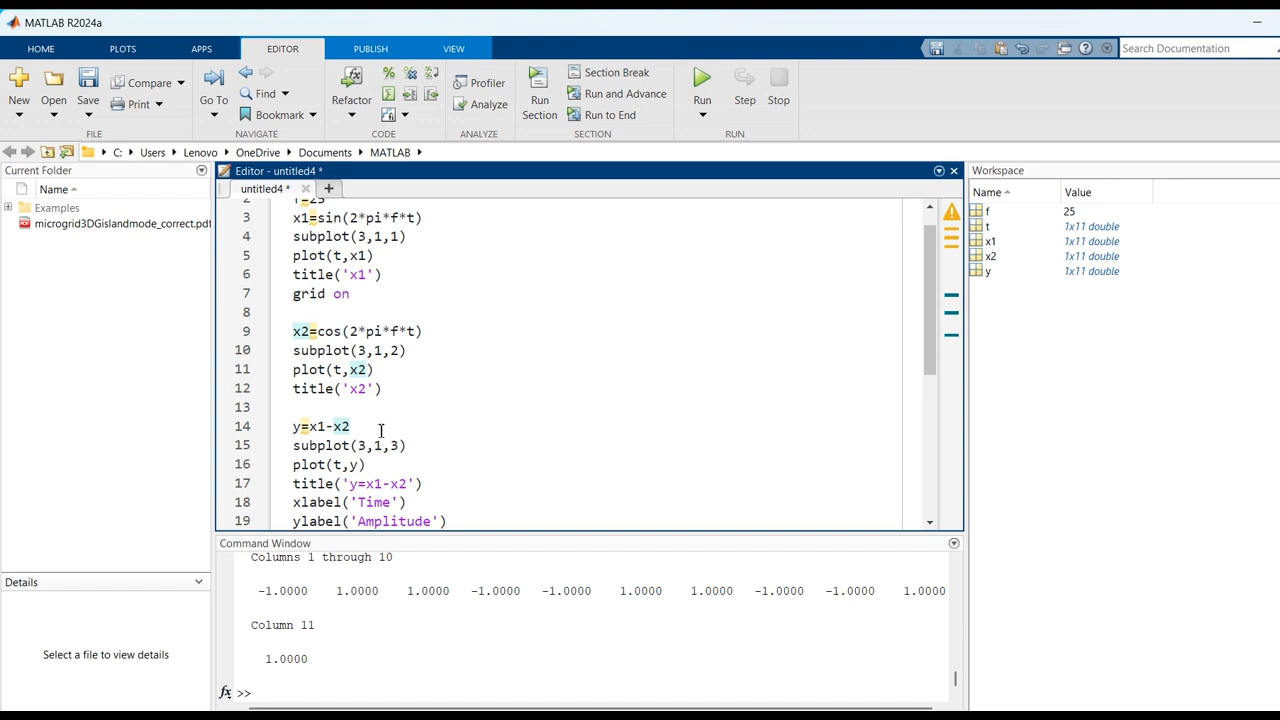 MATLAB R2024a
HOME PLOTS APPS EDITOR PUBLISH VIEW
Search Documentation
New Open Save Compare Print
FILE
Go To Find Bookmark
NAVIGATE
Refactor
CODE
Profiler
Analyze
ANALYZE
Run Section
Section Break
Run and Advance
Run to End
SECTION
Run Step Stop
RUN
C: Users Lenovo OneDrive Documents MATLAB
Current Folder
Name
Examples
microgrid3DGislandmode_correct.pdf
Details
Select a file to view details
Editor - untitled4 *
untitled4 *
2 f=25
3 x1=sin(2*pi*f*t)
4 subplot(3,1,1)
5 plot(t,x1)
6 title('x1')
7 grid on
8
9 x2=cos(2*pi*f*t)
10 subplot(3,1,2)
11 plot(t,x2)
12 title('x2')
13
14 y=x1-x2
15 subplot(3,1,3)
16 plot(t,y)
17 title('y=x1-x2')
18 xlabel('Time')
19 ylabel('Amplitude')
Command Window
Columns 1 through 10
-1.0000 1.0000 1.0000 -1.0000 -1.0000 1.0000 1.0000 -1.0000 -1.0000 1.0000
Column 11
1.0000
fx >>
Workspace
Name Value
f 25
t 1x11 double
x1 1x11 double
x2 1x11 double
y 1x11 double